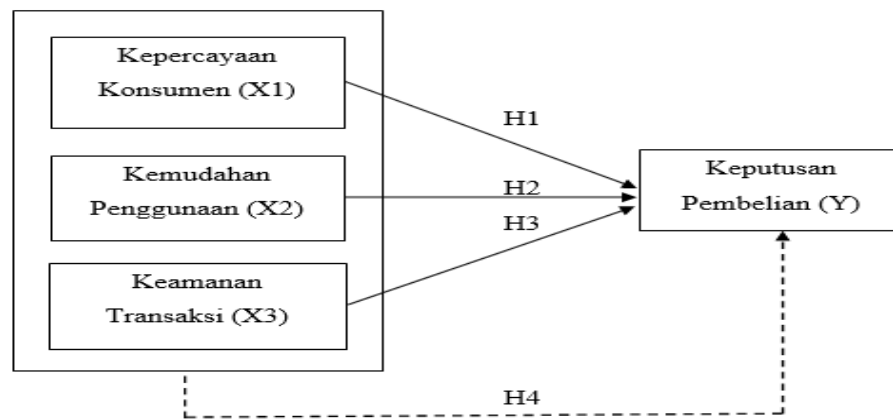 Kepercayaan
Konsumen (X1)
H1
Kemudahan
Penggunaan (X2)
H2
Keputusan
Pembelian (Y)
H3
Keamanan
Transaksi (X3)
H4